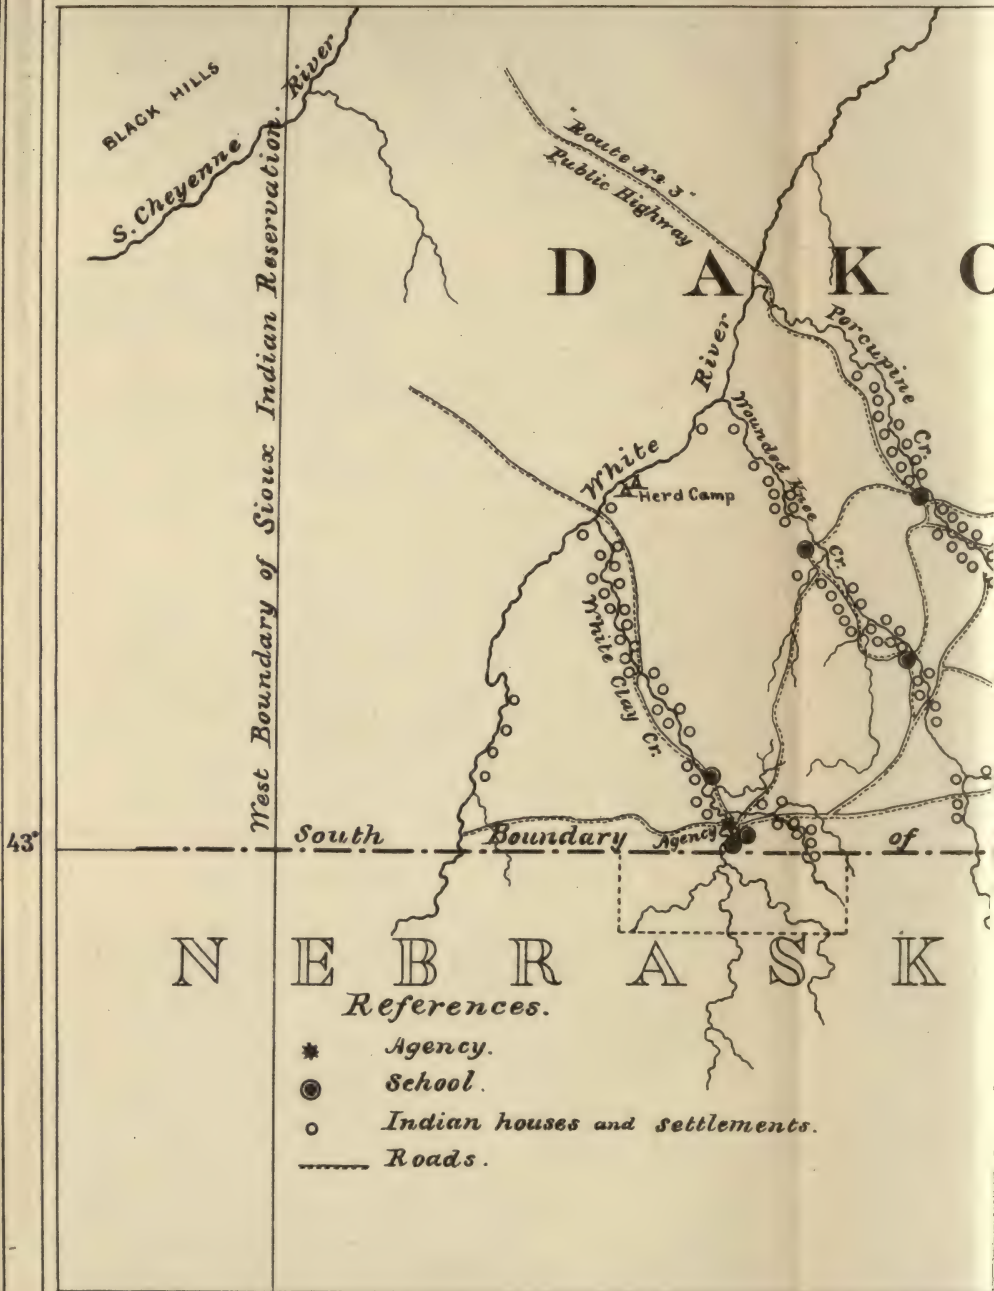 BLACK HILLS
S. Cheyenne River
West Boundary of Sioux Indian Reservation.
"Route No. 3"
Public Highway
D A K O
Porcupine Cr.
White River
Wounded Knee Cr.
Herd Camp
White Clay Cr.
43°
South Boundary of
Agency
N E B R A S K
References.
Agency.
School.
Indian houses and settlements.
Roads.